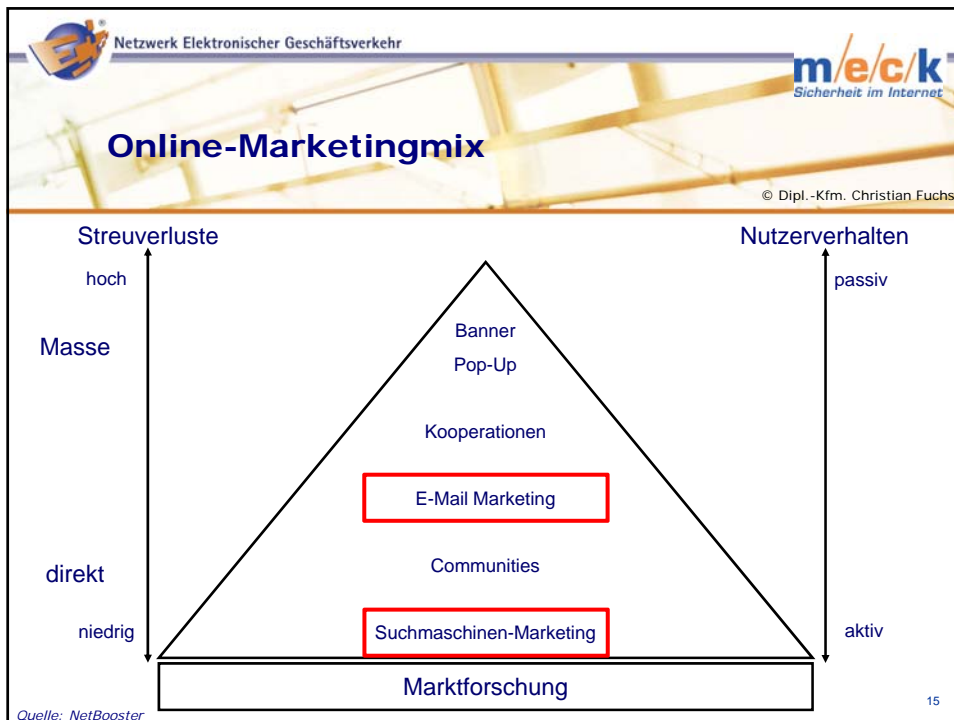 Netzwerk Elektronischer Geschäftsverkehr
m/e/c/k
Sicherheit im Internet
Online-Marketingmix
© Dipl.-Kfm. Christian Fuchs
Streuverluste
Nutzerverhalten
hoch
passiv
Masse
Banner
Pop-Up
Kooperationen
E-Mail Marketing
Communities
direkt
niedrig
Suchmaschinen-Marketing
aktiv
Marktforschung
Quelle: NetBooster
15